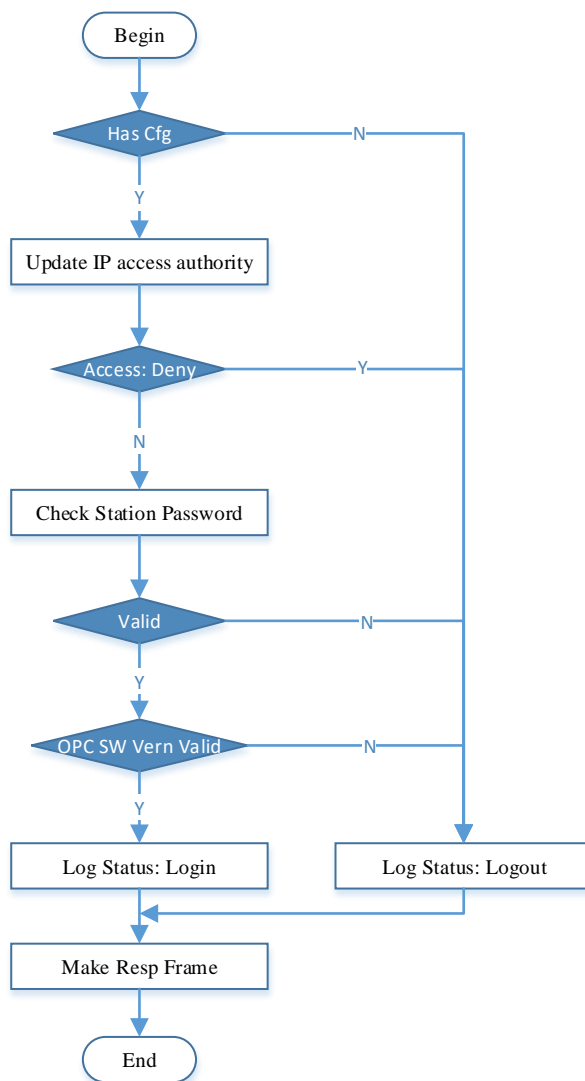 Begin
Has Cfg
N
Y
Update IP access authority
Access: Deny
Y
N
Check Station Password
Valid
N
Y
OPC SW Vern Valid
N
Y
Log Status: Login
Log Status: Logout
Make Resp Frame
End